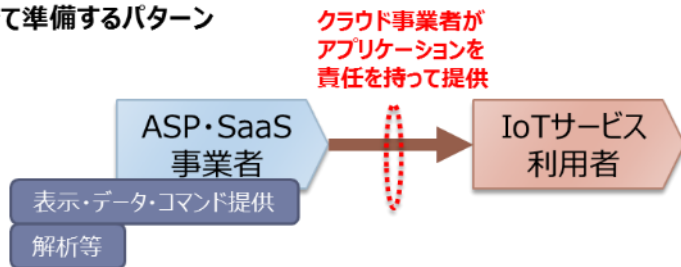 て準備するパターン
クラウド事業者が
アプリケーションを
責任を持って提供
ASP・SaaS
事業者
IoTサービス
利用者
表示・データ・コマンド提供
解析等